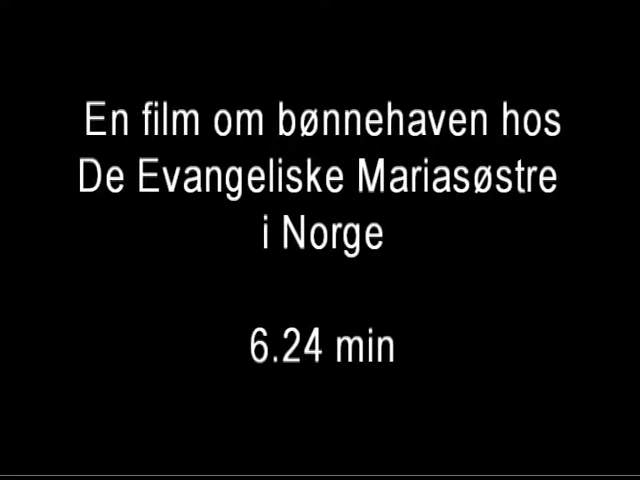 En film om bønnehaven hos
De Evangeliske Mariasøstre
i Norge
6.24 min